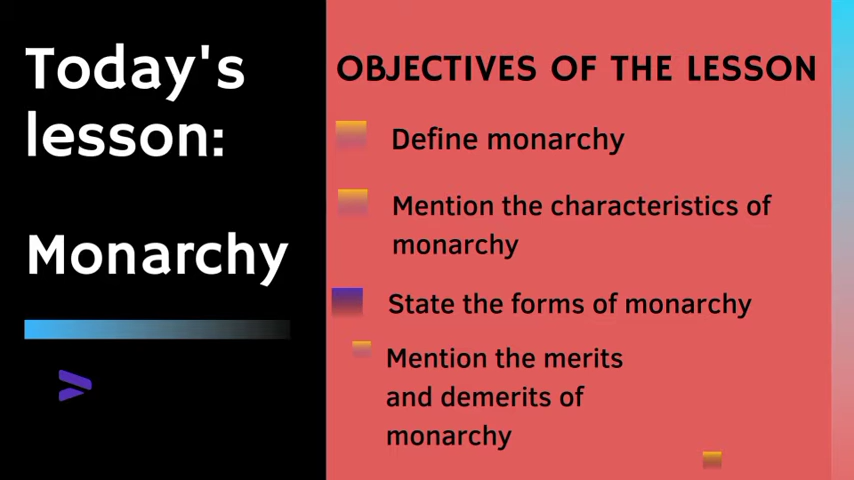 Today's
lesson:
Monarchy
OBJECTIVES OF THE LESSON
Define monarchy
Mention the characteristics of
monarchy
State the forms of monarchy
Mention the merits
and demerits of
monarchy